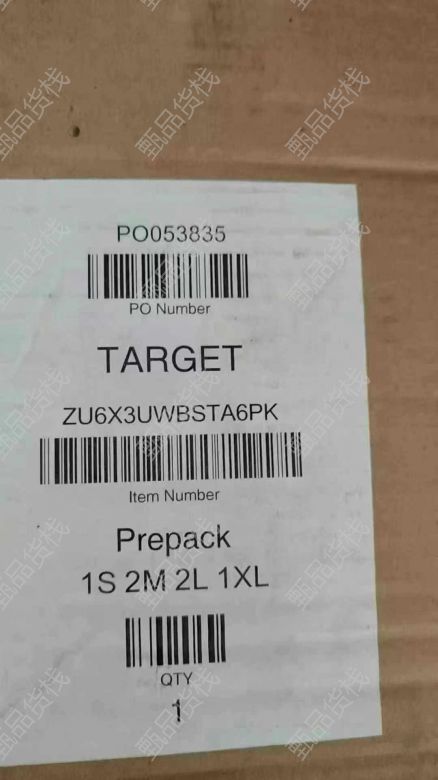 PO053835
PO Number
TARGET
ZU6X3UWBSTA6PK
Item Number
Prepack
1S 2M 2L 1XL
QTY
1
甄品货栈